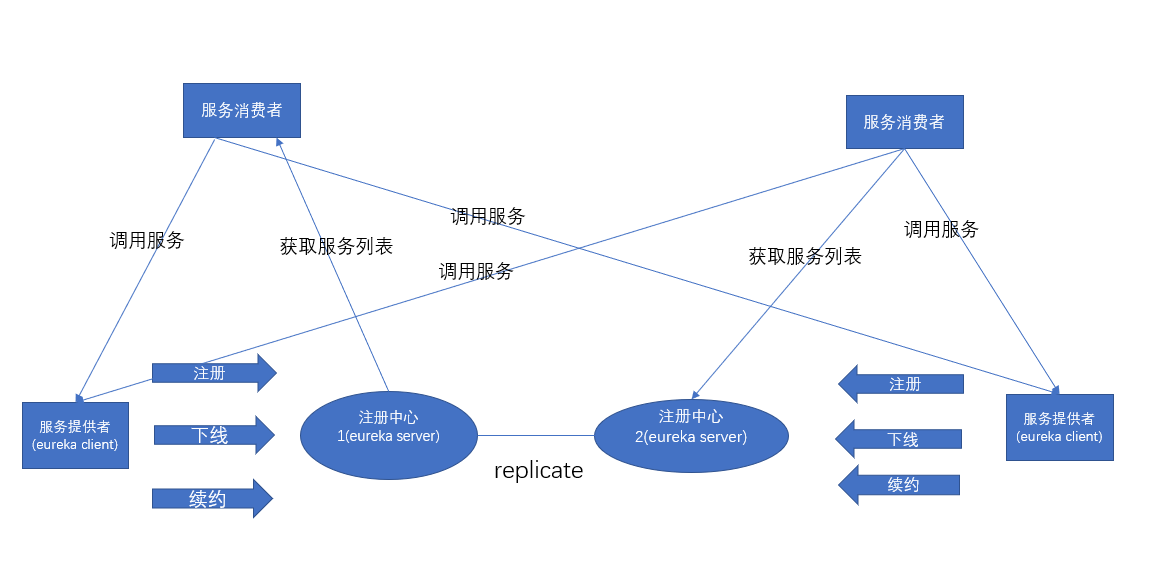 服务消费者
服务消费者
调用服务
获取服务列表
调用服务
调用服务
获取服务列表
调用服务
注册
下线
续约
服务提供者
(eureka client)
注册中心
1(eureka server)
replicate
注册中心
2(eureka server)
注册
下线
续约
服务提供者
(eureka client)